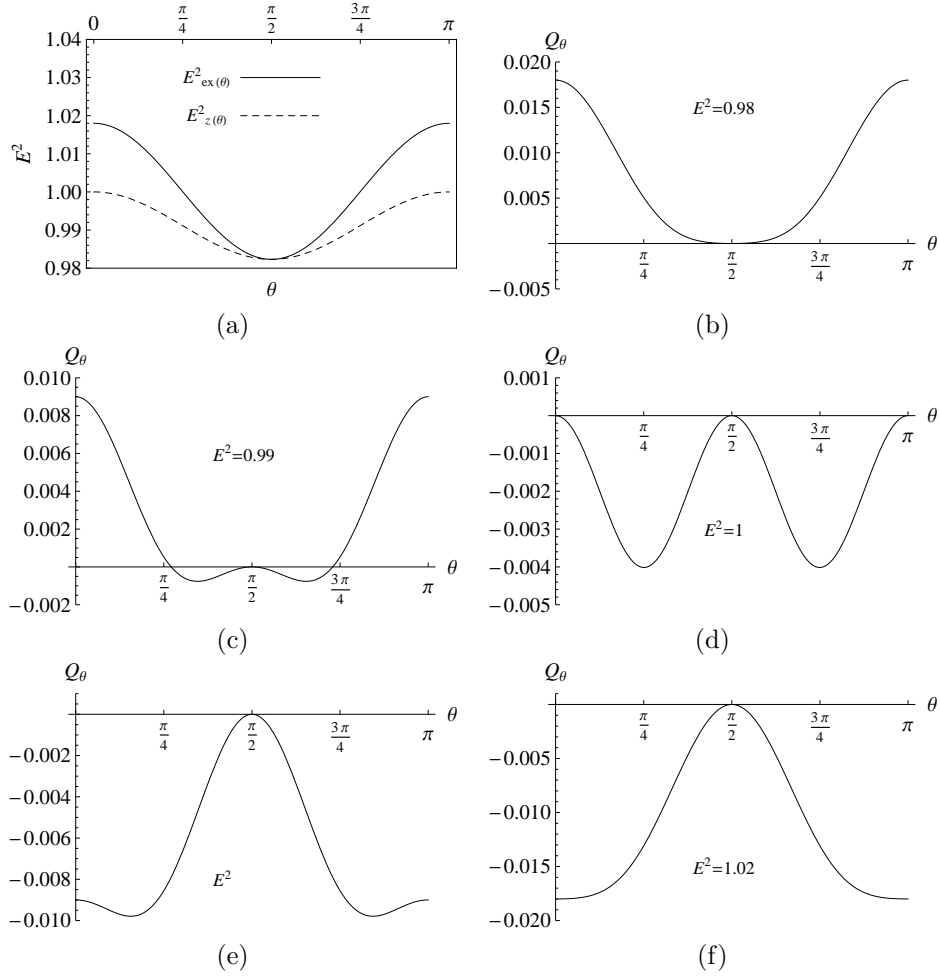 0 π/4 π/2 3π/4 π
1.04
1.03
1.02
1.01
1.00
0.99
0.98
E²
E²ex(θ)
E²z(θ)
θ
(a)
Qθ
0.020
0.015
0.010
0.005
−0.005
E²=0.98
π/4 π/2 3π/4 π
θ
(b)
Qθ
0.010
0.008
0.006
0.004
0.002
−0.002
E²=0.99
π/4 π/2 3π/4 π
θ
(c)
Qθ
0.001
−0.001
−0.002
−0.003
−0.004
−0.005
π/4 π/2 3π/4 π
θ
E²=1
(d)
Qθ
−0.002
−0.004
−0.006
−0.008
−0.010
π/4 π/2 3π/4 π
θ
E²
(e)
Qθ
−0.005
−0.010
−0.015
−0.020
π/4 π/2 3π/4 π
θ
E²=1.02
(f)